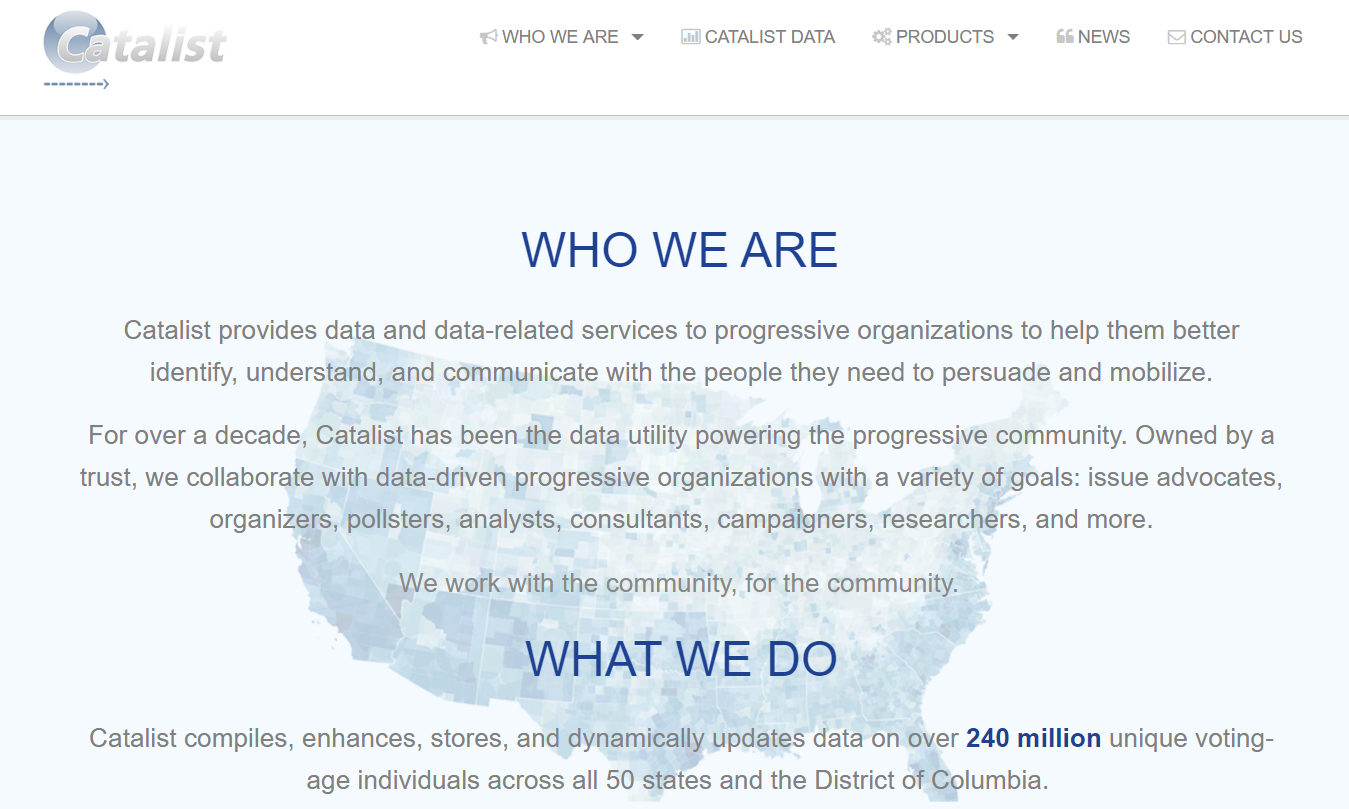 Catalist
WHO WE ARE
CATALIST DATA
PRODUCTS
NEWS
CONTACT US
WHO WE ARE
Catalist provides data and data-related services to progressive organizations to help them better
identify, understand, and communicate with the people they need to persuade and mobilize.
For over a decade, Catalist has been the data utility powering the progressive community. Owned by a
trust, we collaborate with data-driven progressive organizations with a variety of goals: issue advocates,
organizers, pollsters, analysts, consultants, campaigners, researchers, and more.
We work with the community, for the community.
WHAT WE DO
Catalist compiles, enhances, stores, and dynamically updates data on over 240 million unique voting-
age individuals across all 50 states and the District of Columbia.